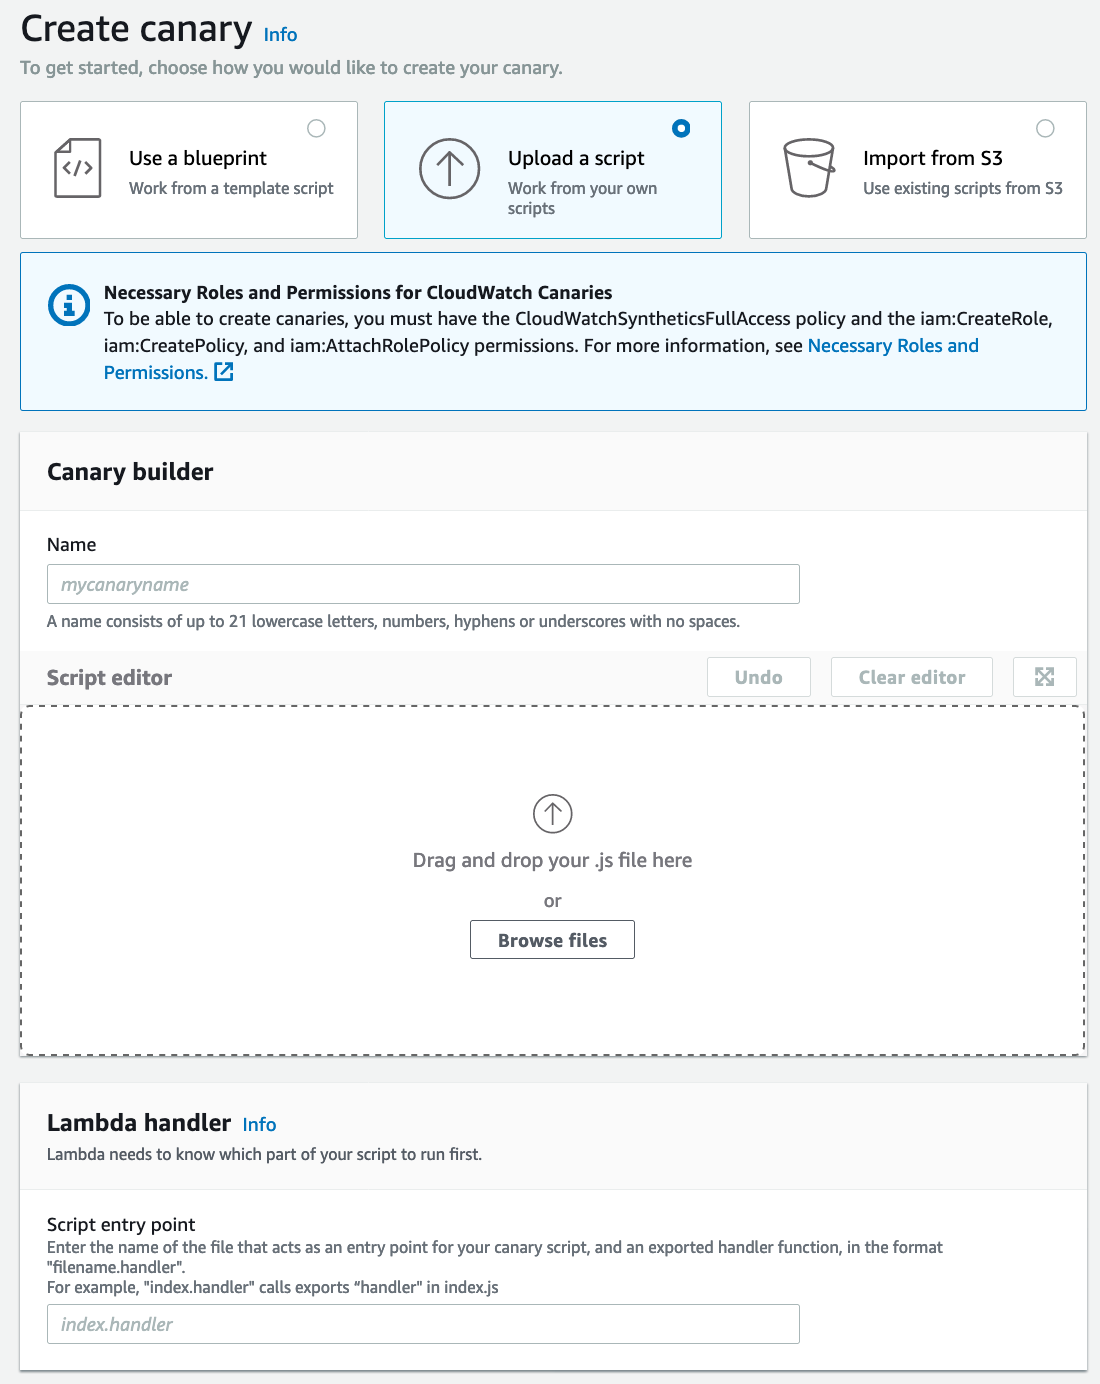 Create canary Info
To get started, choose how you would like to create your canary.
Use a blueprint
Work from a template script
Upload a script
Work from your own
scripts
Import from S3
Use existing scripts from S3
Necessary Roles and Permissions for CloudWatch Canaries
To be able to create canaries, you must have the CloudWatchSyntheticsFullAccess policy and the iam:CreateRole,
iam:CreatePolicy, and iam:AttachRolePolicy permissions. For more information, see Necessary Roles and
Permissions.
Canary builder
Name
mycanaryname
A name consists of up to 21 lowercase letters, numbers, hyphens or underscores with no spaces.
Script editor Undo Clear editor
Drag and drop your .js file here
or
Browse files
Lambda handler Info
Lambda needs to know which part of your script to run first.
Script entry point
Enter the name of the file that acts as an entry point for your canary script, and an exported handler function, in the format
"filename.handler".
For example, "index.handler" calls exports “handler" in index.js
index.handler